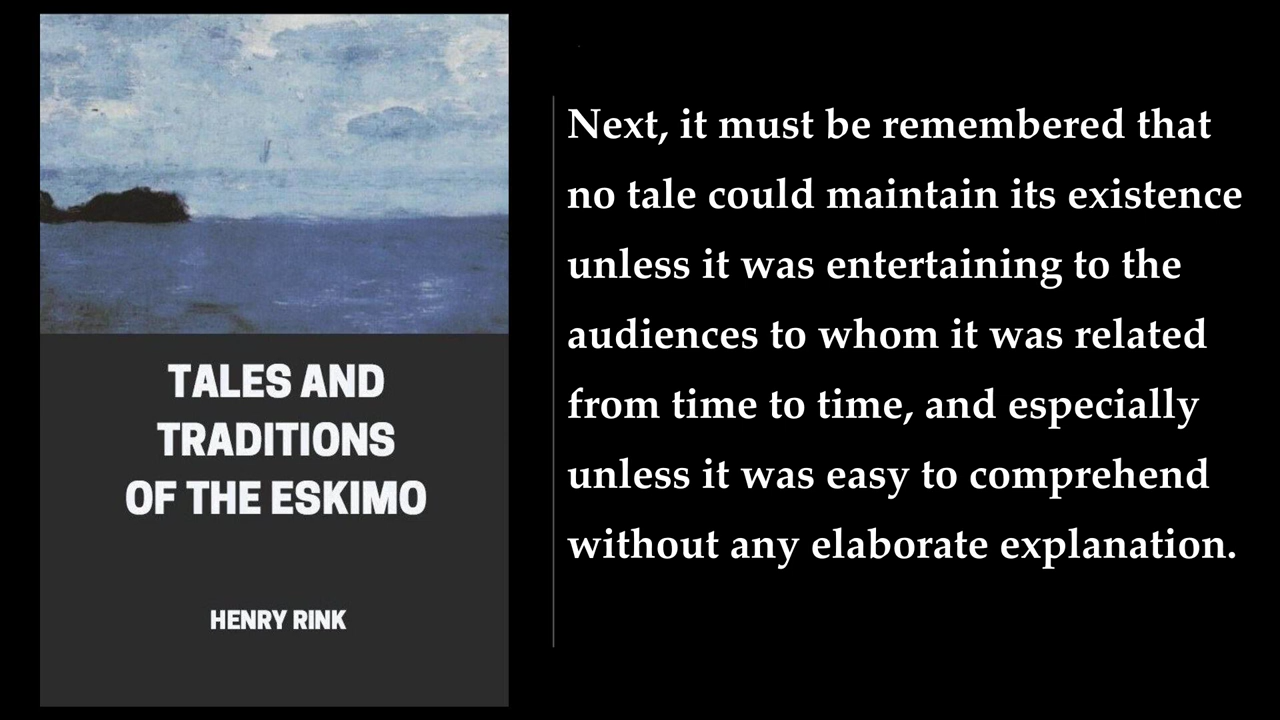 TALES AND
TRADITIONS
OF THE ESKIMO
HENRY RINK
Next, it must be remembered that
no tale could maintain its existence
unless it was entertaining to the
audiences to whom it was related
from time to time, and especially
unless it was easy to comprehend
without any elaborate explanation.